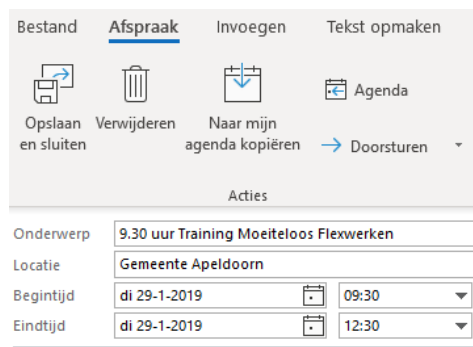 Bestand Afspraak Invoegen Tekst opmaken
Opslaan en sluiten
Verwijderen
Naar mijn agenda kopiëren
Agenda
Doorsturen
Acties
Onderwerp 9.30 uur Training Moeiteloos Flexwerken
Locatie Gemeente Apeldoorn
Begintijd di 29-1-2019 09:30
Eindtijd di 29-1-2019 12:30